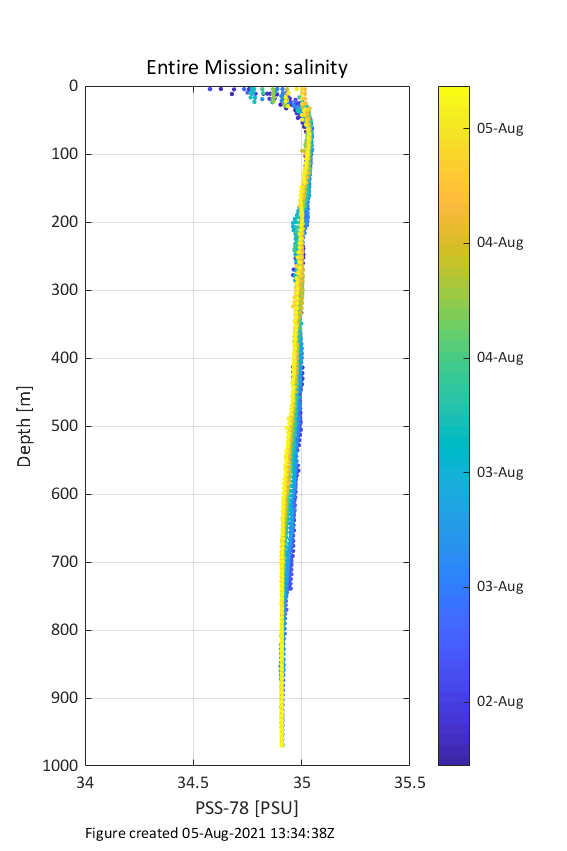 Entire Mission: salinity
0
100
200
300
400
500
600
700
800
900
1000
Depth [m]
34
34.5
35
35.5
PSS-78 [PSU]
05-Aug
04-Aug
04-Aug
03-Aug
03-Aug
02-Aug
Figure created 05-Aug-2021 13:34:38Z